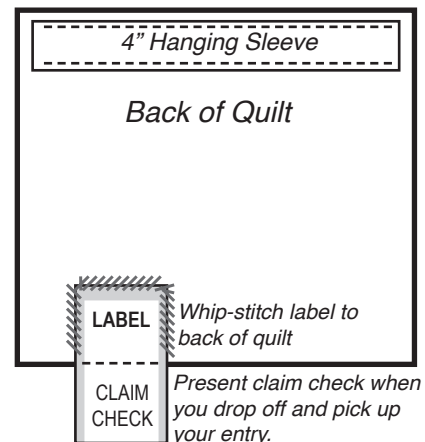 4” Hanging Sleeve
Back of Quilt
LABEL
Whip-stitch label to
back of quilt
CLAIM
CHECK
Present claim check when
you drop off and pick up
your entry.